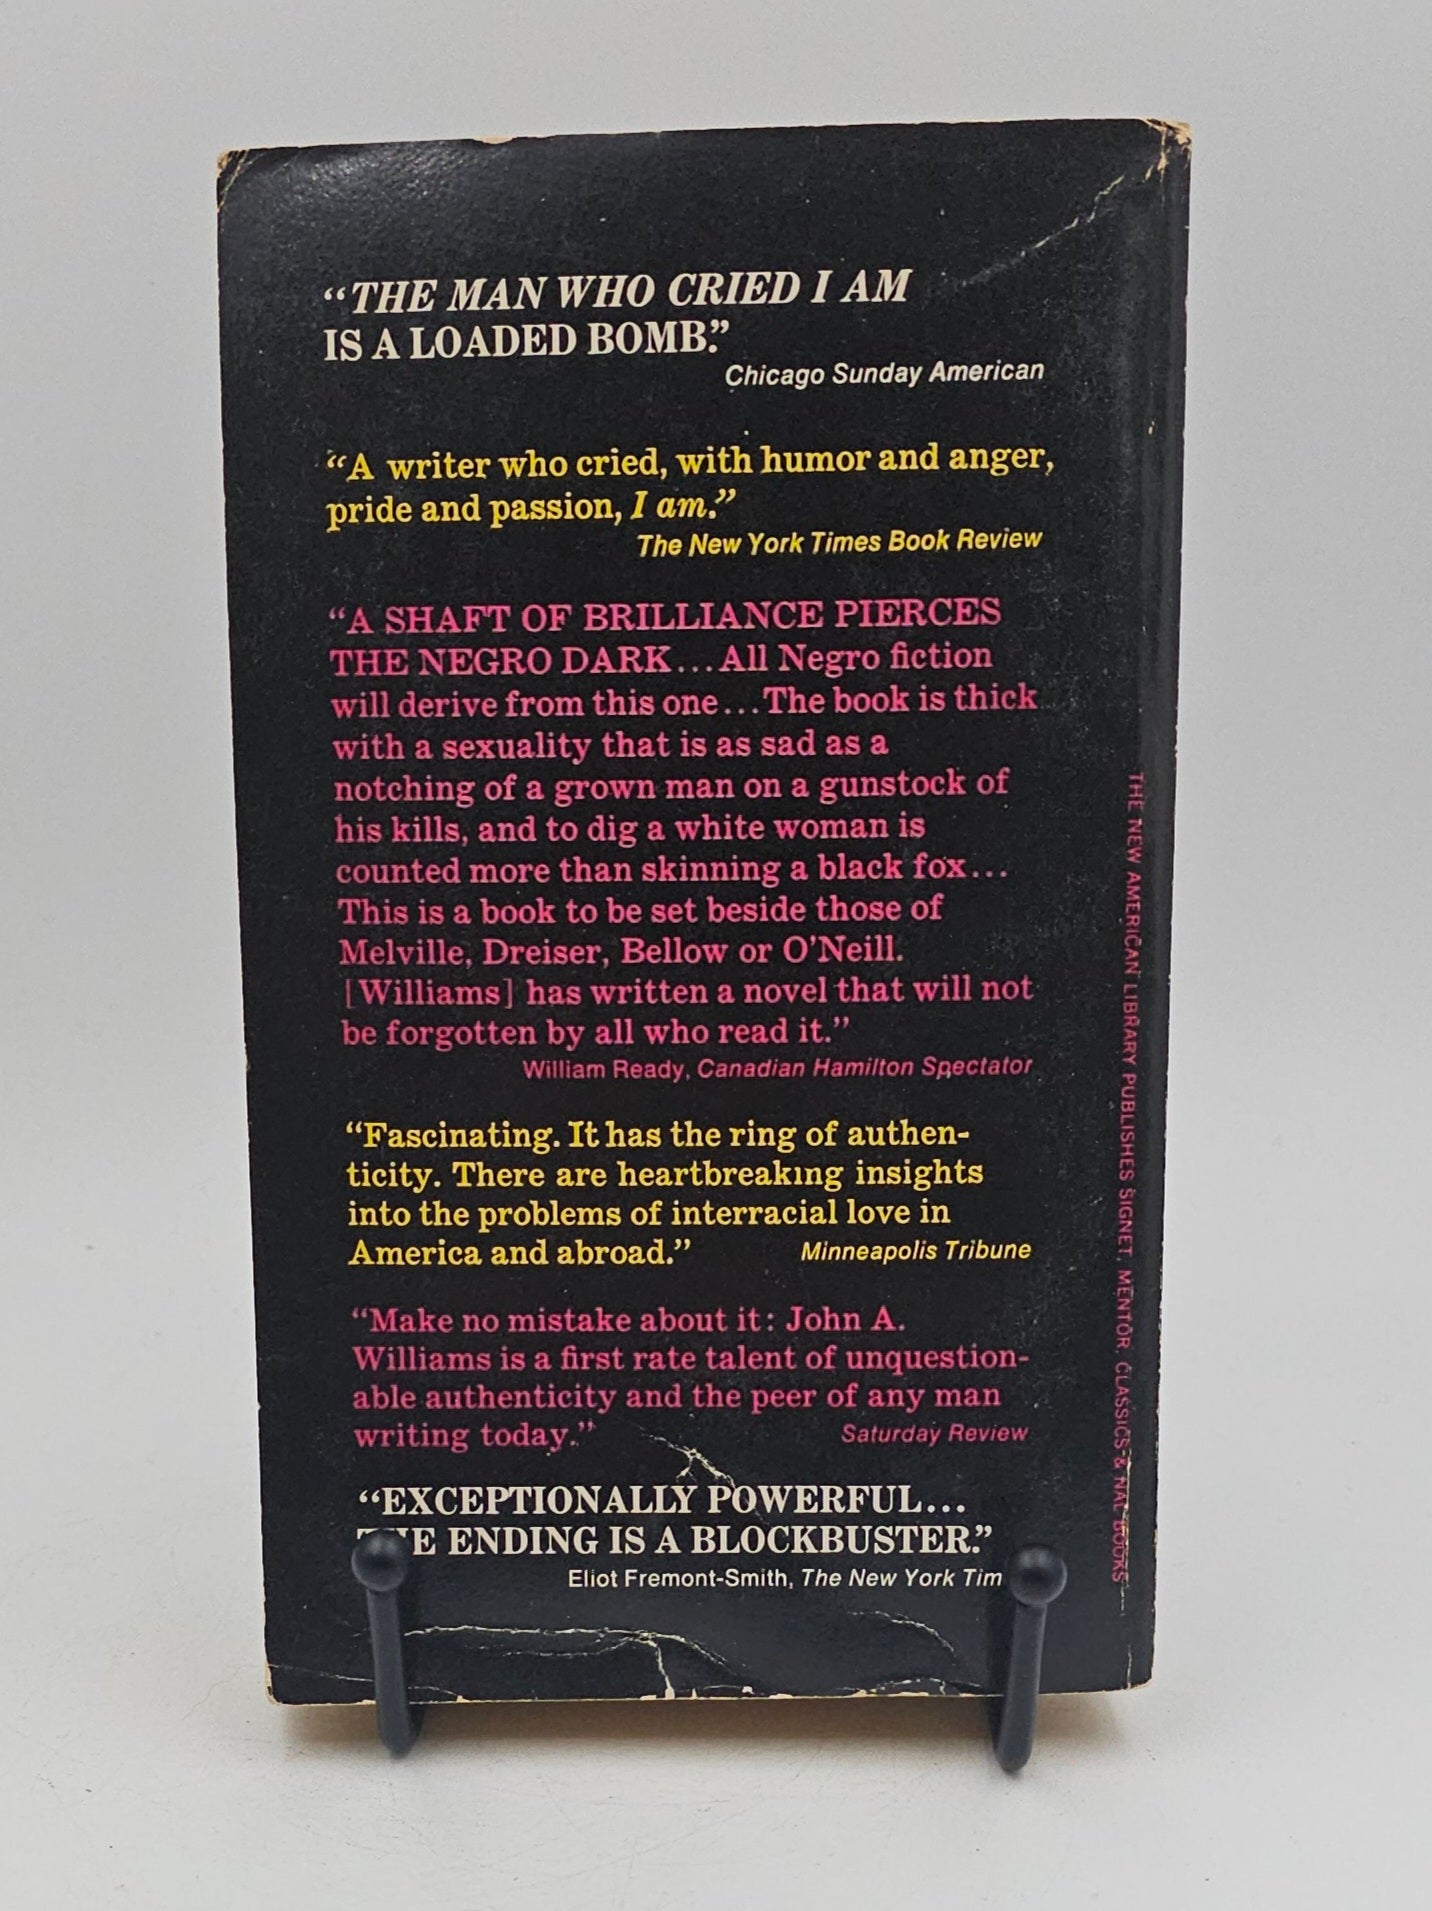 “THE MAN WHO CRIED I AM
IS A LOADED BOMB.”
Chicago Sunday American
“A writer who cried, with humor and anger,
pride and passion, I am.”
The New York Times Book Review
“A SHAFT OF BRILLIANCE PIERCES
THE NEGRO DARK...All Negro fiction
will derive from this one...The book is thick
with a sexuality that is as sad as a
notching of a grown man on a gunstock of
his kills, and to dig a white woman is
counted more than skinning a black fox...
This is a book to be set beside those of
Melville, Dreiser, Bellow or O’Neill.
[Williams] has written a novel that will not
be forgotten by all who read it.”
William Ready, Canadian Hamilton Spectator
“Fascinating. It has the ring of authen-
ticity. There are heartbreaking insights
into the problems of interracial love in
America and abroad.” Minneapolis Tribune
“Make no mistake about it: John A.
Williams is a first rate talent of unquestion-
able authenticity and the peer of any man
writing today.” Saturday Review
“EXCEPTIONALLY POWERFUL...
THE ENDING IS A BLOCKBUSTER.”
Eliot Fremont-Smith, The New York Tim
THE NEW AMERICAN LIBRARY PUBLISHES SIGNET, MENTOR, CLASSICS & NAL BOOKS